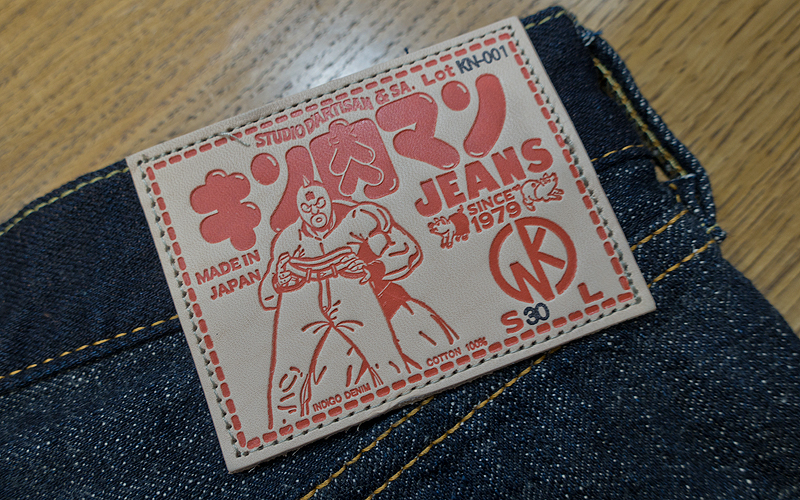 STUDIO D'ARTISAN & SA. Lot KN-001
キン肉マン
JEANS
SINCE
1979
MADE IN
JAPAN
KN
S 30 L
COTTON 100%
INDIGO DENIM